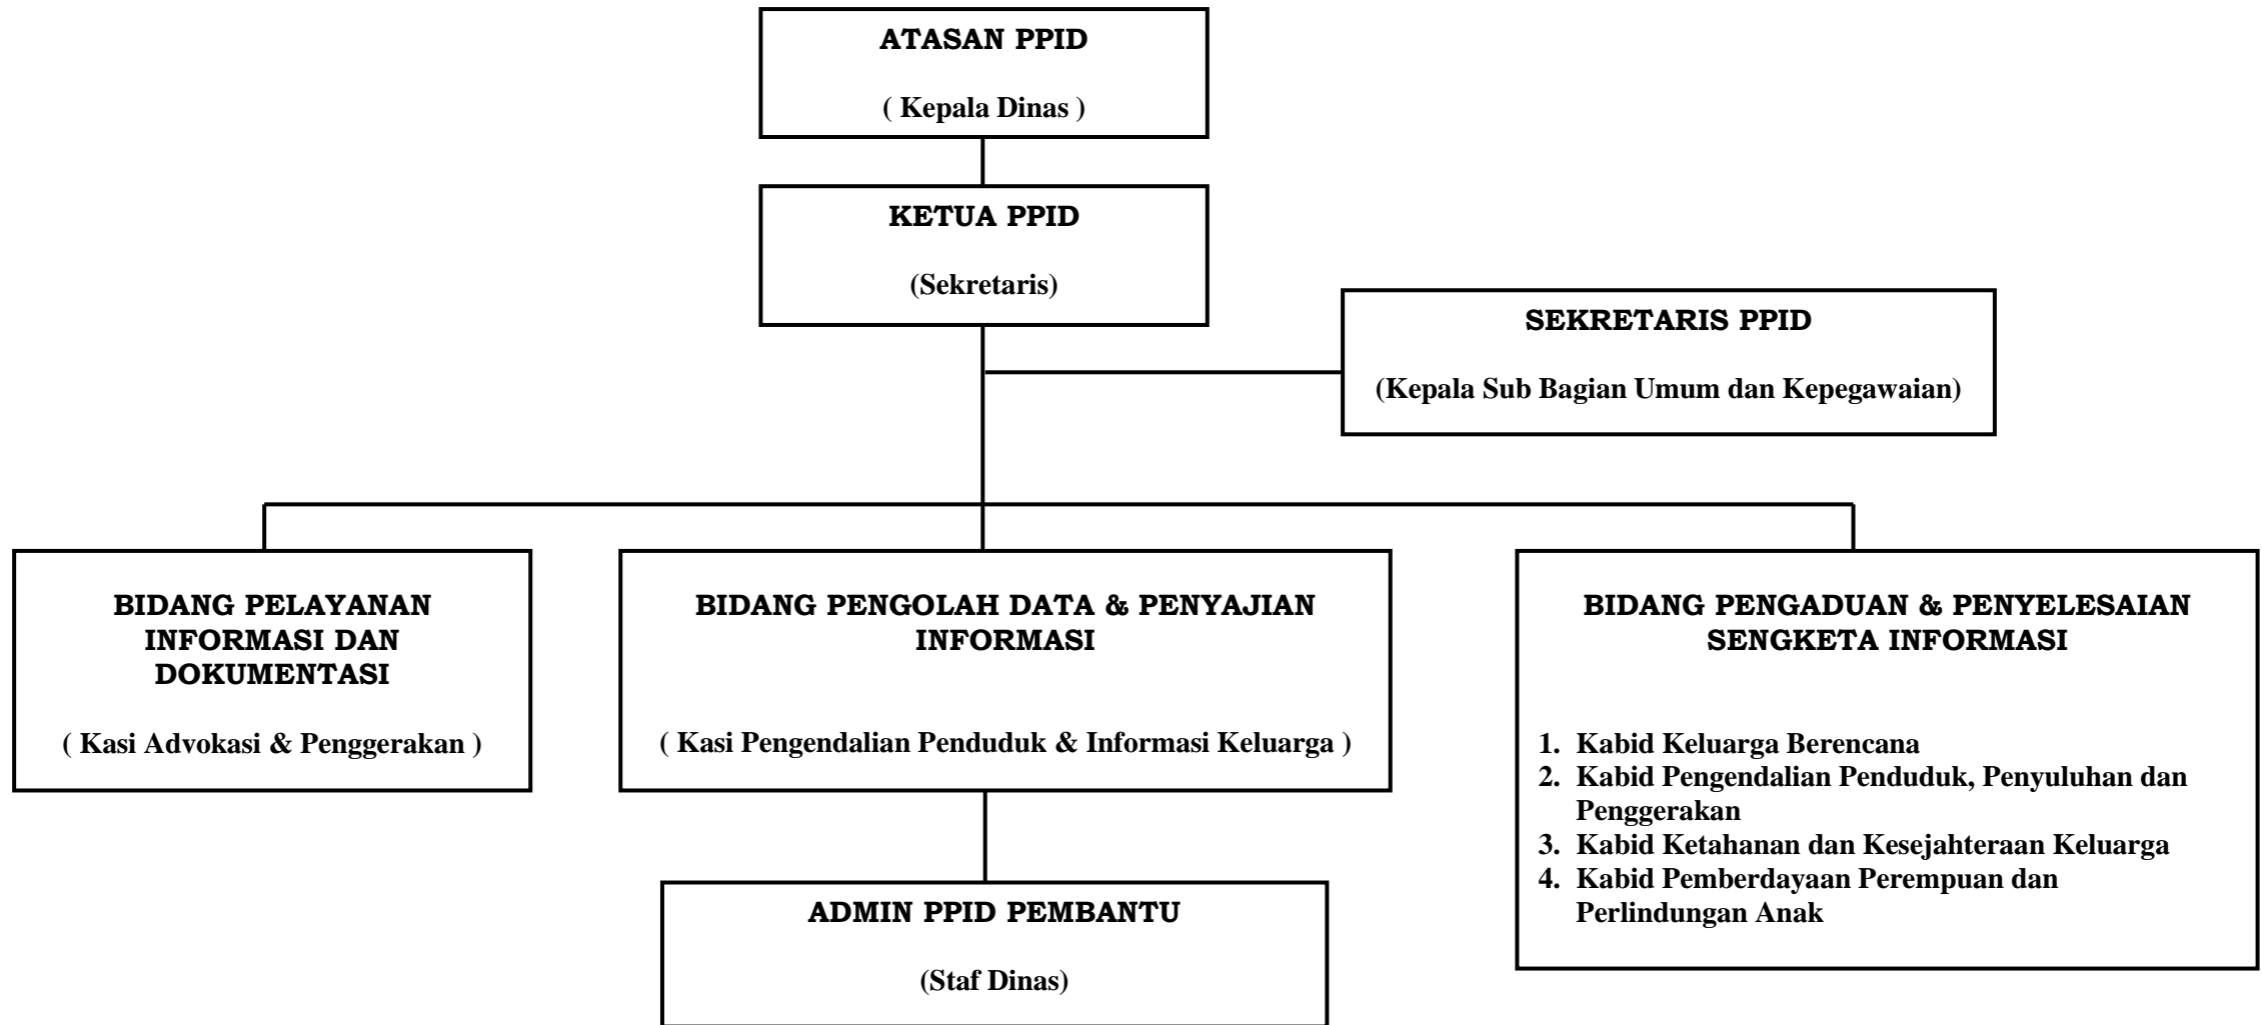 ATASAN PPID
( Kepala Dinas )
KETUA PPID
(Sekretaris)
SEKRETARIS PPID
(Kepala Sub Bagian Umum dan Kepegawaian)
BIDANG PELAYANAN
INFORMASI DAN
DOKUMENTASI
( Kasi Advokasi & Penggerakan )
BIDANG PENGOLAH DATA & PENYAJIAN
INFORMASI
( Kasi Pengendalian Penduduk & Informasi Keluarga )
BIDANG PENGADUAN & PENYELESAIAN
SENGKETA INFORMASI
1. Kabid Keluarga Berencana
2. Kabid Pengendalian Penduduk, Penyuluhan dan
Penggerakan
3. Kabid Ketahanan dan Kesejahteraan Keluarga
4. Kabid Pemberdayaan Perempuan dan
Perlindungan Anak
ADMIN PPID PEMBANTU
(Staf Dinas)